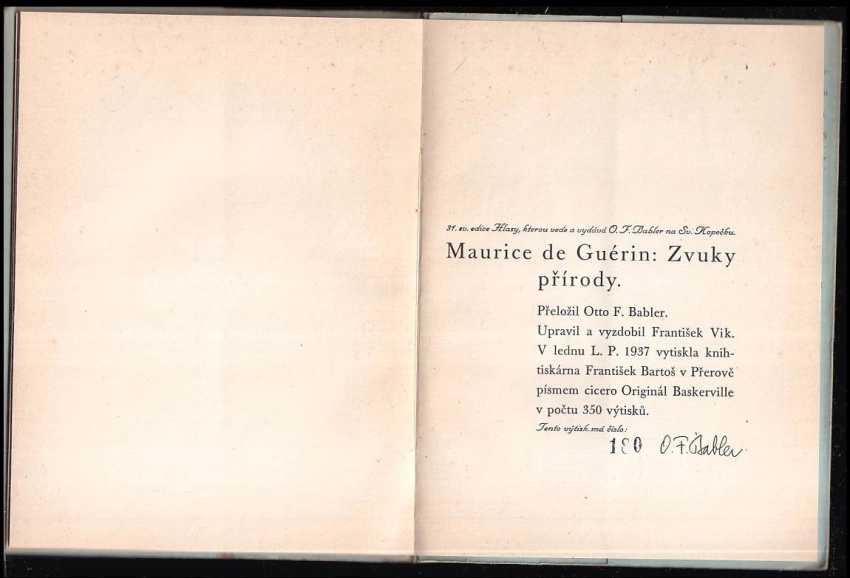 31. sv. edice Hlasy, kterou vede a vydává O. F. Babler na Sv. Kopečku.
Maurice de Guérin: Zvuky
přírody.
Přeložil Otto F. Babler.
Upravil a vyzdobil František Vik.
V lednu L. P. 1937 vytiskla knih-
tiskárna František Bartoš v Přerově
písmem cicero Originál Baskerville
v počtu 350 výtisků.
Tento výtisk má číslo:
180 O. F. Babler